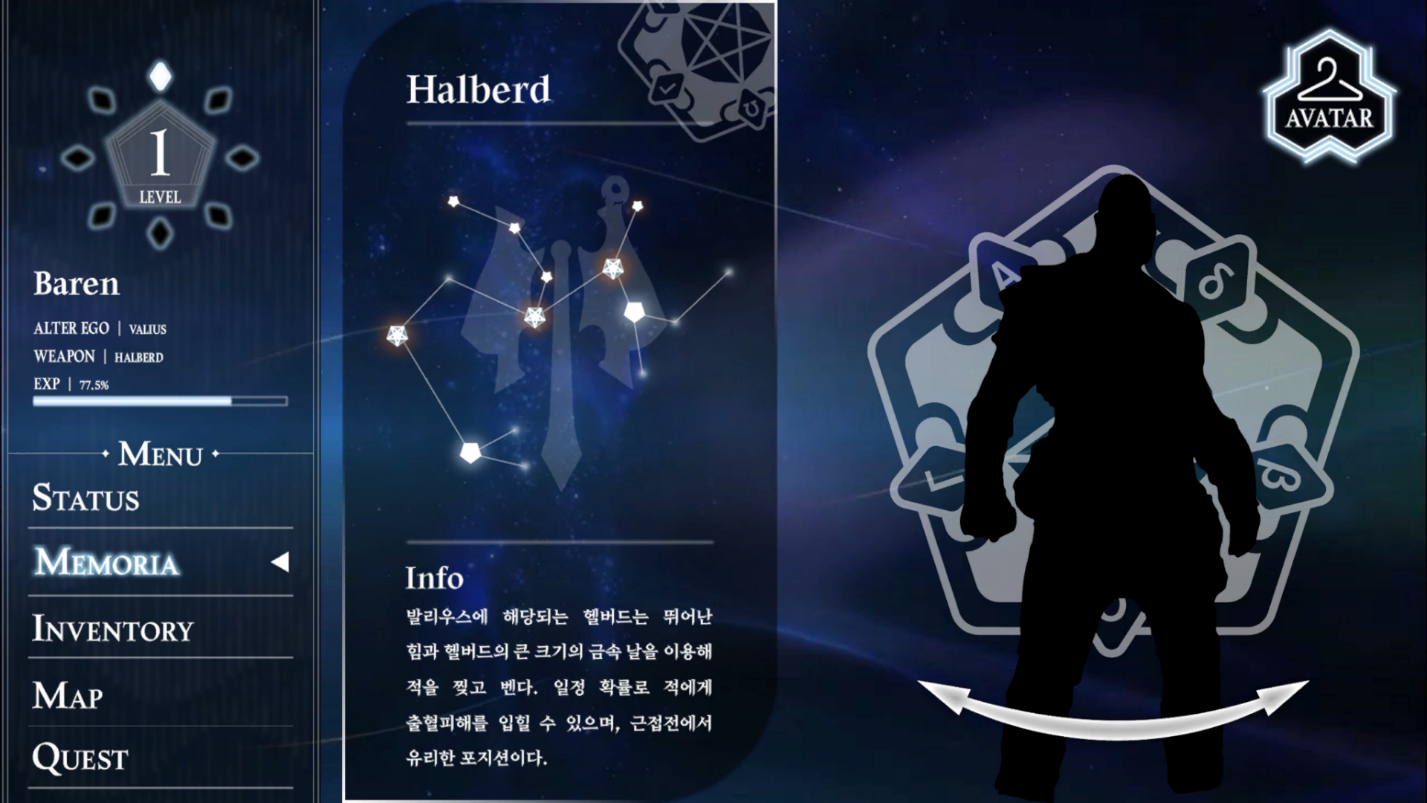 1
LEVEL
Baren
ALTER EGO | VALIUS
WEAPON | HALBERD
EXP | 77.5%
MENU
STATUS
MEMORIA
INVENTORY
MAP
QUEST
Halberd
Info
발리우스에 해당되는 헬버드는 뛰어난
힘과 헬버드의 큰 크기의 금속 날을 이용해
적을 찢고 벤다. 일정 확률로 적에게
출혈피해를 입힐 수 있으며, 근접전에서
유리한 포지션이다.
AVATAR
A
δ
β